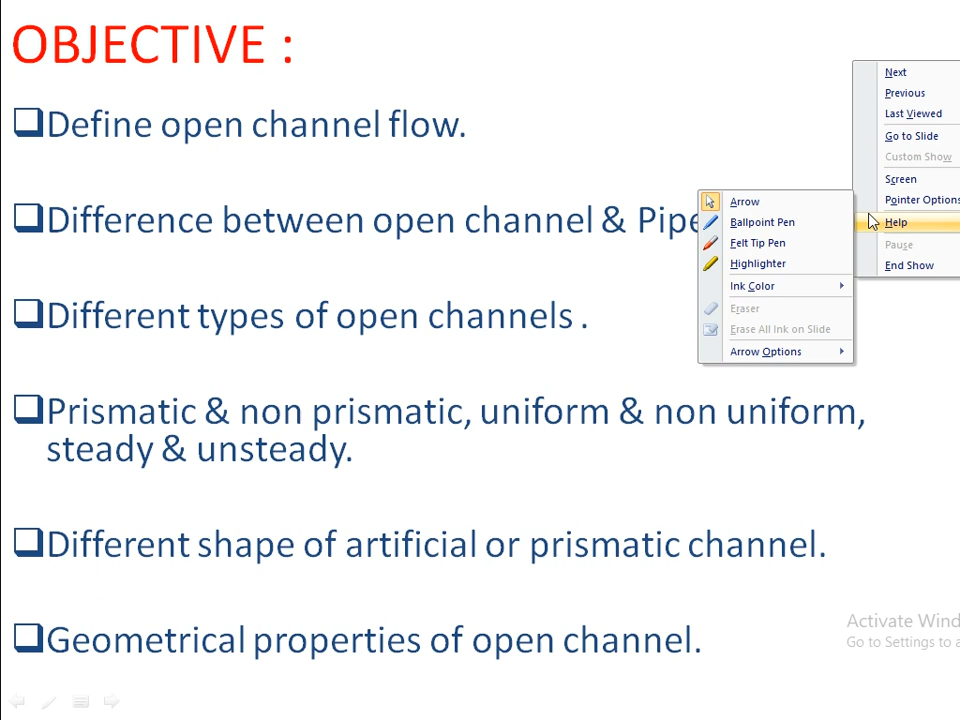 OBJECTIVE :
Define open channel flow.
Difference between open channel & Pipe
Different types of open channels .
Prismatic & non prismatic, uniform & non uniform,
steady & unsteady.
Different shape of artificial or prismatic channel.
Geometrical properties of open channel.
Next
Previous
Last Viewed
Go to Slide
Custom Show
Screen
Pointer Options
Help
Pause
End Show
Arrow
Ballpoint Pen
Felt Tip Pen
Highlighter
Ink Color
Eraser
Erase All Ink on Slide
Arrow Options
Activate Wind
Go to Settings to a